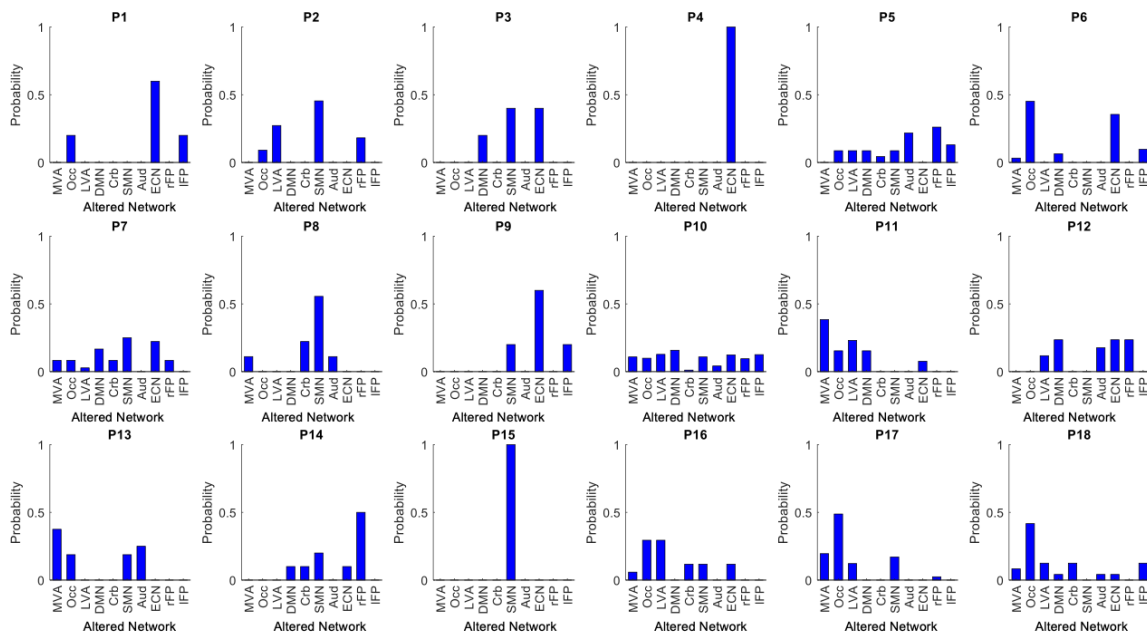 P1
P2
P3
P4
P5
P6
Probability
1
0.5
0
MVA
Occ
LVA
DMN
Crb
SMN
Aud
ECN
rFP
lFP
Altered Network
Probability
1
0.5
0
MVA
Occ
LVA
DMN
Crb
SMN
Aud
ECN
rFP
lFP
Altered Network
Probability
1
0.5
0
MVA
Occ
LVA
DMN
Crb
SMN
Aud
ECN
rFP
lFP
Altered Network
Probability
1
0.5
0
MVA
Occ
LVA
DMN
Crb
SMN
Aud
ECN
rFP
lFP
Altered Network
Probability
1
0.5
0
MVA
Occ
LVA
DMN
Crb
SMN
Aud
ECN
rFP
lFP
Altered Network
Probability
1
0.5
0
MVA
Occ
LVA
DMN
Crb
SMN
Aud
ECN
rFP
lFP
Altered Network
P7
P8
P9
P10
P11
P12
Probability
1
0.5
0
MVA
Occ
LVA
DMN
Crb
SMN
Aud
ECN
rFP
lFP
Altered Network
Probability
1
0.5
0
MVA
Occ
LVA
DMN
Crb
SMN
Aud
ECN
rFP
lFP
Altered Network
Probability
1
0.5
0
MVA
Occ
LVA
DMN
Crb
SMN
Aud
ECN
rFP
lFP
Altered Network
Probability
1
0.5
0
MVA
Occ
LVA
DMN
Crb
SMN
Aud
ECN
rFP
lFP
Altered Network
Probability
1
0.5
0
MVA
Occ
LVA
DMN
Crb
SMN
Aud
ECN
rFP
lFP
Altered Network
Probability
1
0.5
0
MVA
Occ
LVA
DMN
Crb
SMN
Aud
ECN
rFP
lFP
Altered Network
P13
P14
P15
P16
P17
P18
Probability
1
0.5
0
MVA
Occ
LVA
DMN
Crb
SMN
Aud
ECN
rFP
lFP
Altered Network
Probability
1
0.5
0
MVA
Occ
LVA
DMN
Crb
SMN
Aud
ECN
rFP
lFP
Altered Network
Probability
1
0.5
0
MVA
Occ
LVA
DMN
Crb
SMN
Aud
ECN
rFP
lFP
Altered Network
Probability
1
0.5
0
MVA
Occ
LVA
DMN
Crb
SMN
Aud
ECN
rFP
lFP
Altered Network
Probability
1
0.5
0
MVA
Occ
LVA
DMN
Crb
SMN
Aud
ECN
rFP
lFP
Altered Network
Probability
1
0.5
0
MVA
Occ
LVA
DMN
Crb
SMN
Aud
ECN
rFP
lFP
Altered Network